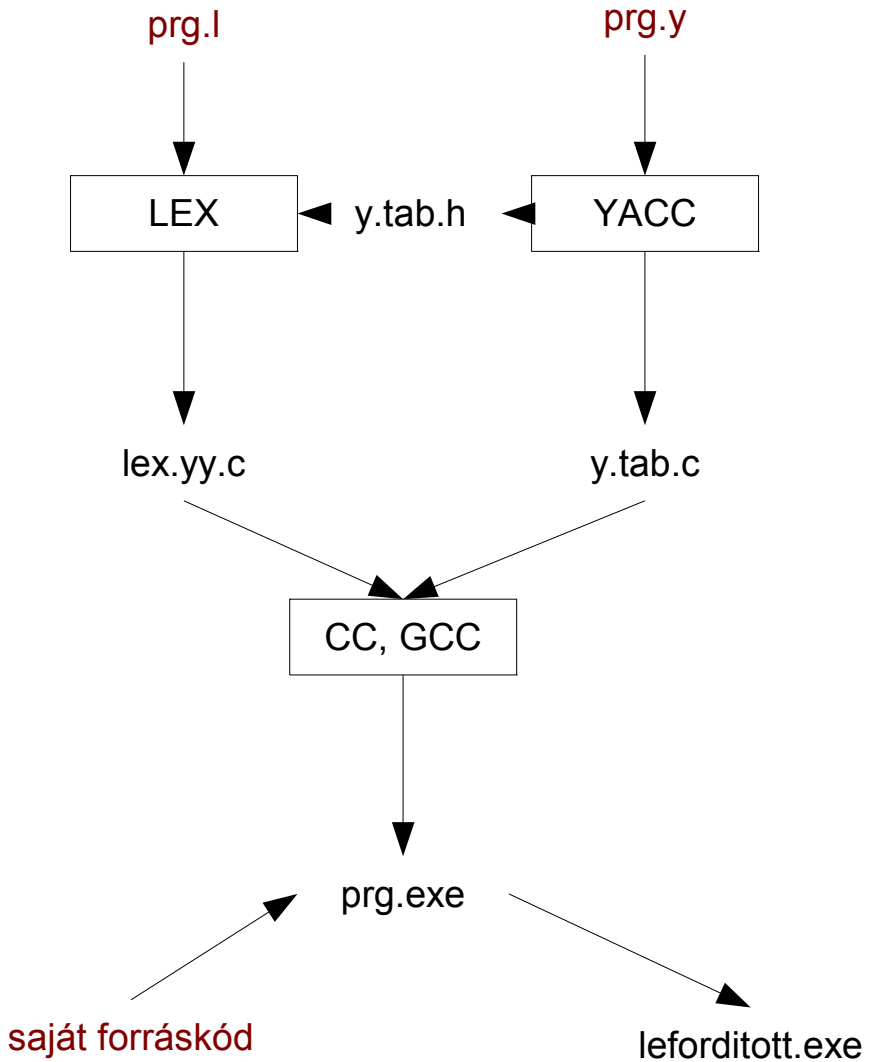 prg.l
prg.y
LEX
y.tab.h
YACC
lex.yy.c
y.tab.c
CC, GCC
prg.exe
saját forráskód
leforditott.exe